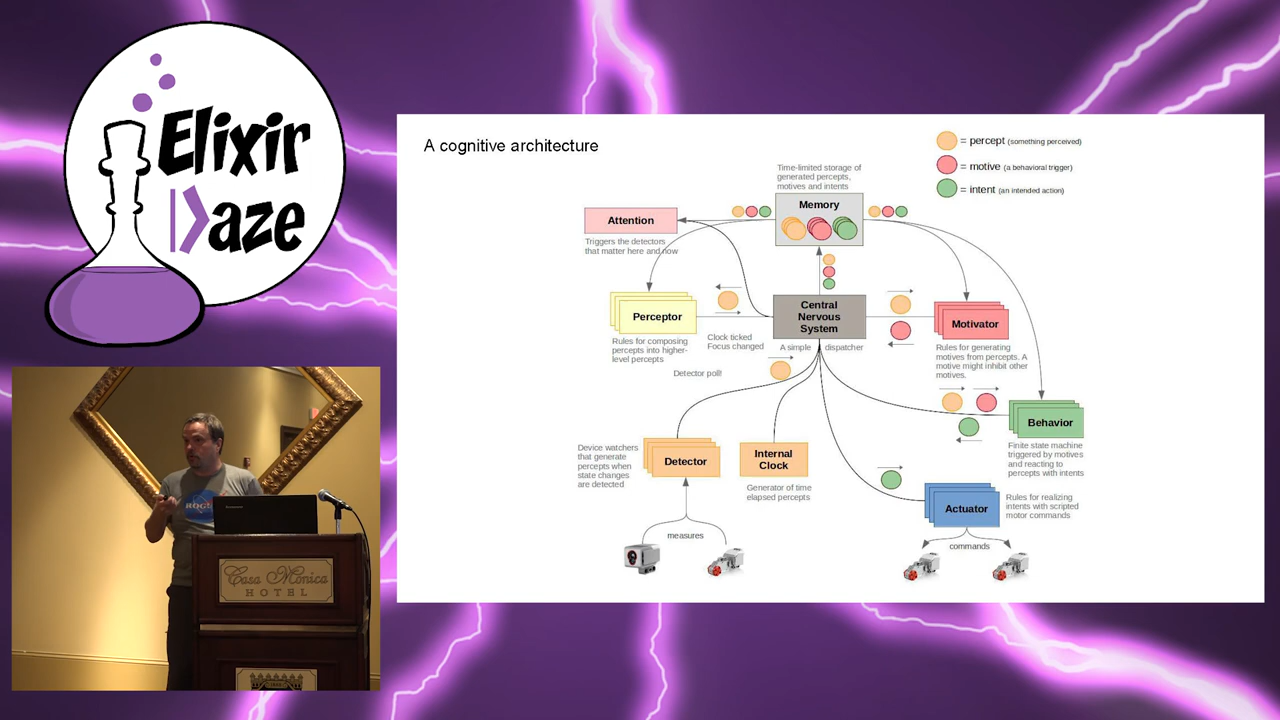 Elixir
Daze
A cognitive architecture
= percept (something perceived)
= motive (a behavioral trigger)
= intent (an intended action)
Time-limited storage of
generated percepts,
motives and intents
Memory
Attention
Triggers the detectors
that matter here and now
Perceptor
Rules for composing
percepts into higher-
level percepts
Clock ticked
Focus changed
Central
Nervous
System
A simple dispatcher
Motivator
Rules for generating
motives from percepts. A
motive might inhibit other
motives.
Detector poll!
Behavior
Finite state machine
triggered by motives
and reacting to
percepts with intents
Device watchers
that generate
percepts when
state changes
are detected
Detector
Internal
Clock
Generator of time
elapsed percepts
Actuator
Rules for realizing
intents with scripted
motor commands
measures
commands
Casa Monica
HOTEL